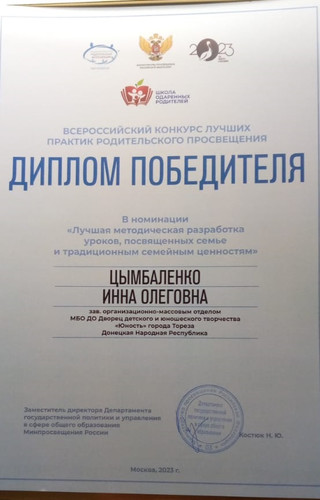 2023
ШКОЛА
ОДАРЕННЫХ
РОДИТЕЛЕЙ
ВСЕРОССИЙСКИЙ КОНКУРС ЛУЧШИХ
ПРАКТИК РОДИТЕЛЬСКОГО ПРОСВЕЩЕНИЯ
ДИПЛОМ ПОБЕДИТЕЛЯ
В номинации
«Лучшая методическая разработка
уроков, посвященных семье
и традиционным семейным ценностям»
ЦЫМБАЛЕНКО
ИННА ОЛЕГОВНА
зав. организационно-массовым отделом
МБО ДО Дворец детского и юношеского творчества
«Юность» города Тореза
Донецкая Народная Республика
Заместитель директора Департамента
государственной политики и управления
в сфере общего образования
Минпросвещения России
Костюк Н. Ю.
Москва, 2023 г.